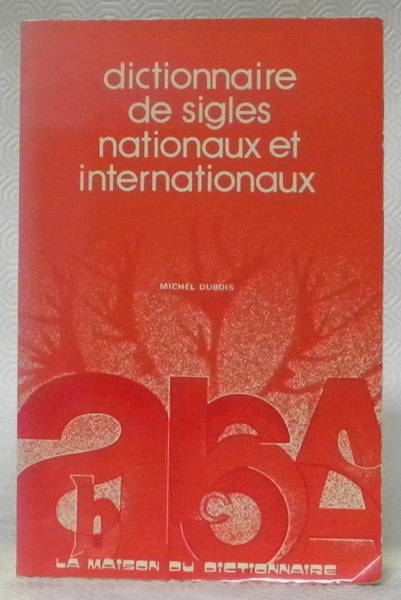 dictionnaire
de sigles
nationaux et
internationaux
MICHEL DUBOIS
a b b c A
LA MAISON DU DICTIONNAIRE